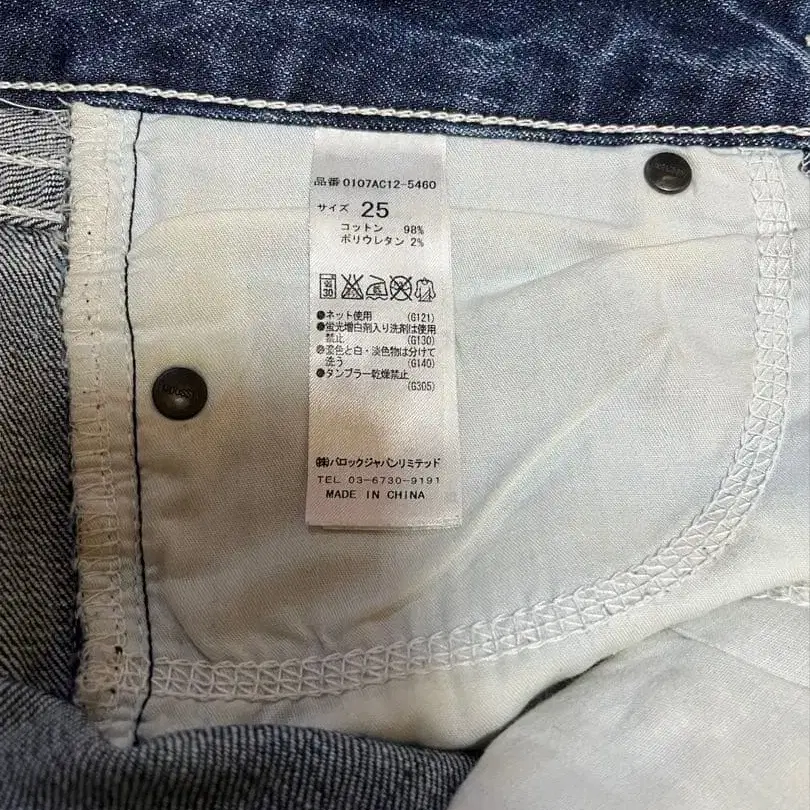 品番 0107AC12-5460
サイズ 25
コットン 98%
ポリウレタン 2%
弱
30
●ネット使用 (G121)
●蛍光増白剤入り洗剤は使用
禁止 (G130)
●濃色と白・淡色物は分けて
洗う (G140)
●タンブラー乾燥禁止
(G305)
㈱バロックジャパンリミテッド
TEL 03-6730-9191
MADE IN CHINA
MOUSSY